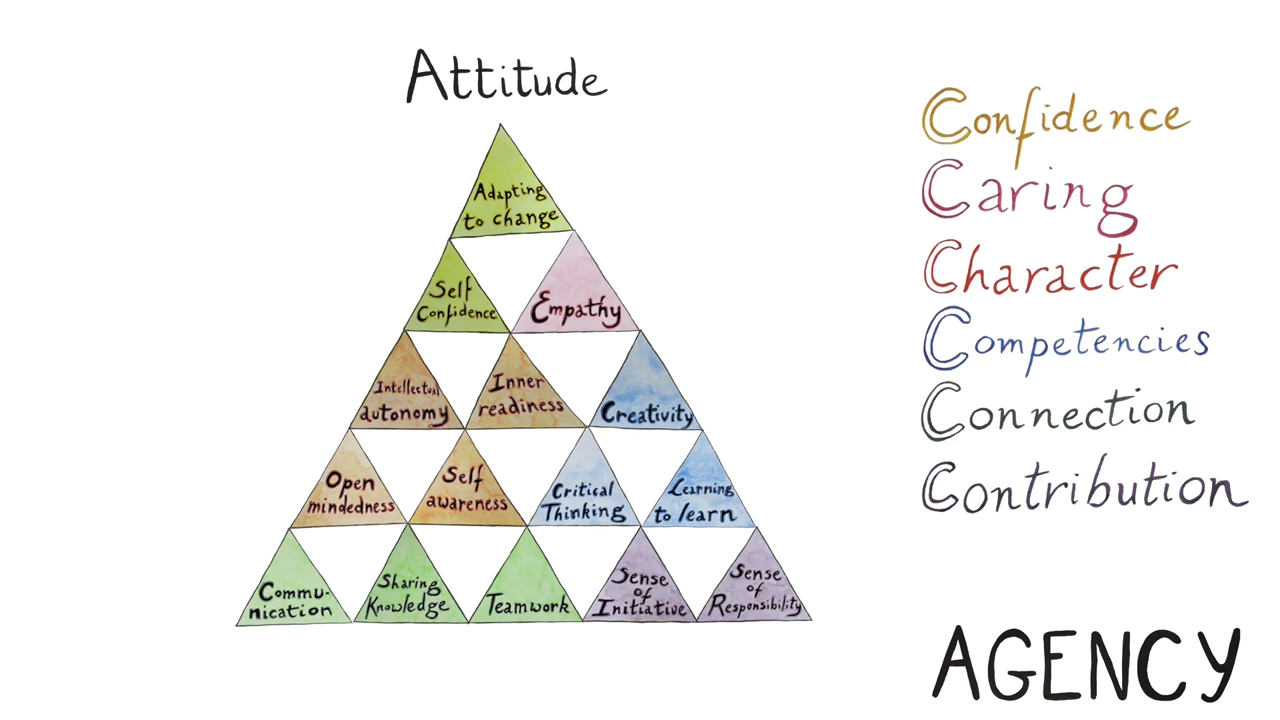 Attitude
Adapting
to change
Self
Confidence
Empathy
Intellectual
autonomy
Inner
readiness
Creativity
Open
mindedness
Self
awareness
Critical
Thinking
Learning
to learn
Commu-
nication
Sharing
Knowledge
Teamwork
Sense
of
Initiative
Sense
of
Responsibility
Confidence
Caring
Character
Competencies
Connection
Contribution
AGENCY